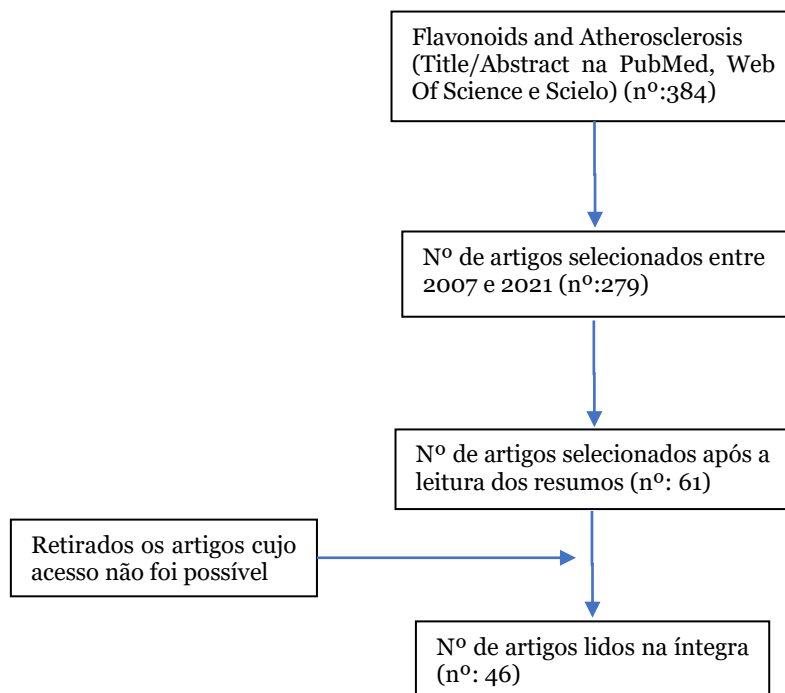 Flavonoids and Atherosclerosis
(Title/Abstract na PubMed, Web
Of Science e Scielo) (nº:384)
Nº de artigos selecionados entre
2007 e 2021 (nº:279)
Nº de artigos selecionados após a
leitura dos resumos (nº: 61)
Retirados os artigos cujo
acesso não foi possível
Nº de artigos lidos na íntegra
(nº: 46)